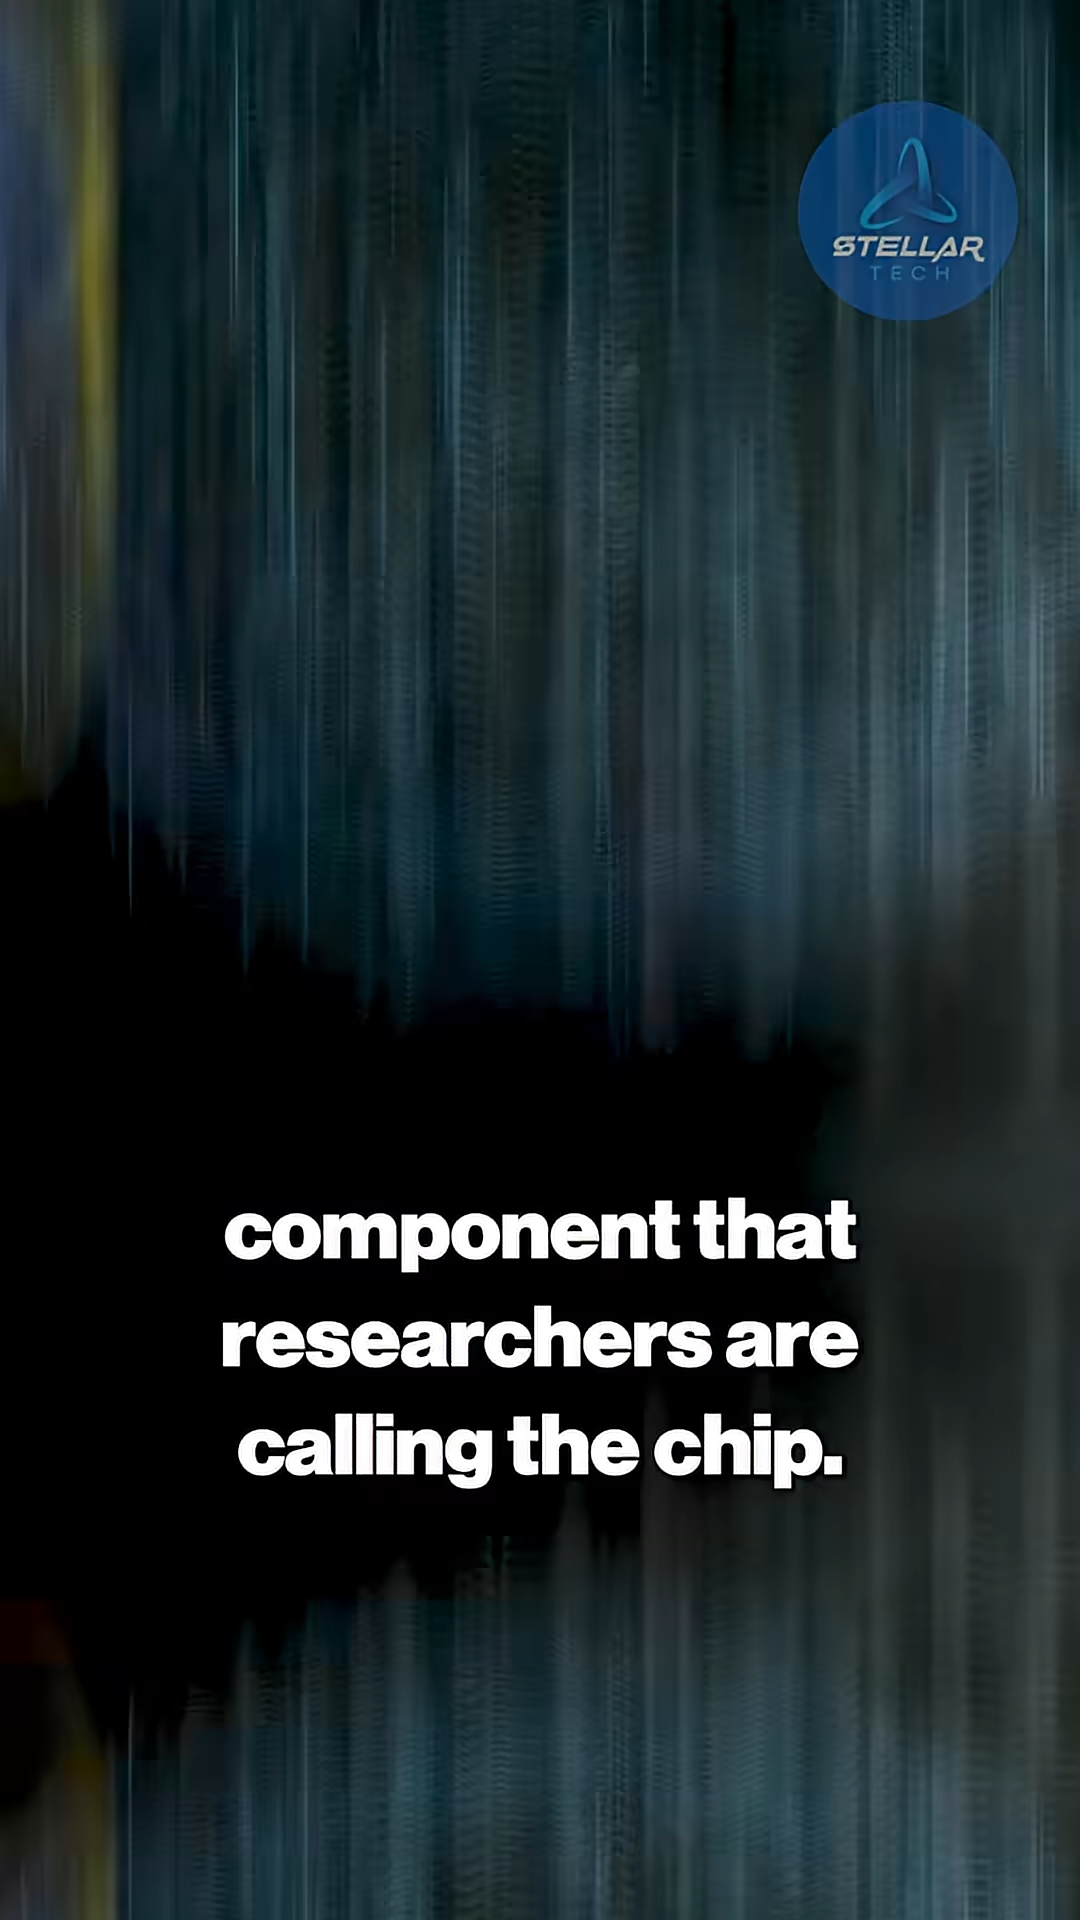 STELLAR
TECH
component that
researchers are
calling the chip.